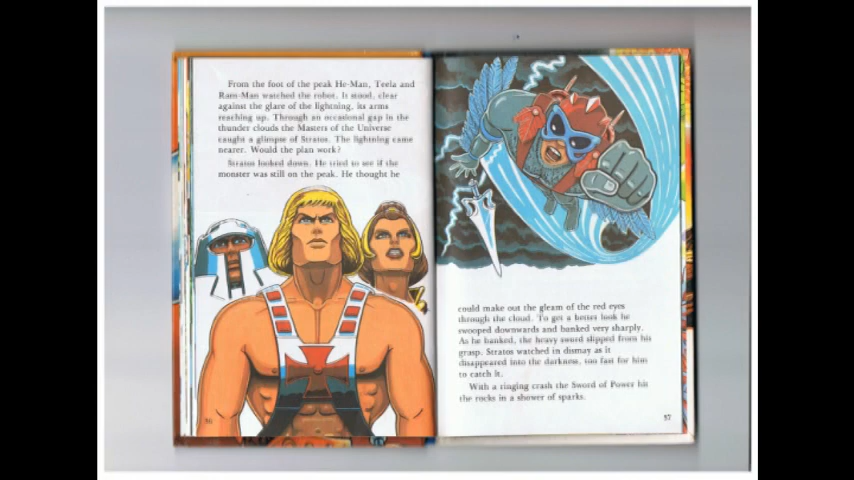 From the foot of the peak He-Man, Teela and
Ram-Man watched the robot. It stood, clear
against the glare of the lightning, its arms
reaching up. Through an occasional gap in the
thunder clouds the Masters of the Universe
caught a glimpse of Stratos. The lightning came
nearer. Would the plan work?
Stratos looked down. He tried to see if the
monster was still on the peak. He thought he
36
could make out the gleam of the red eyes
through the cloud. To get a better look he
swooped downwards and banked very sharply.
As he banked, the heavy sword slipped from his
grasp. Stratos watched in dismay as it
disappeared into the darkness, too fast for him
to catch it.
With a ringing crash the Sword of Power hit
the rocks in a shower of sparks.
37